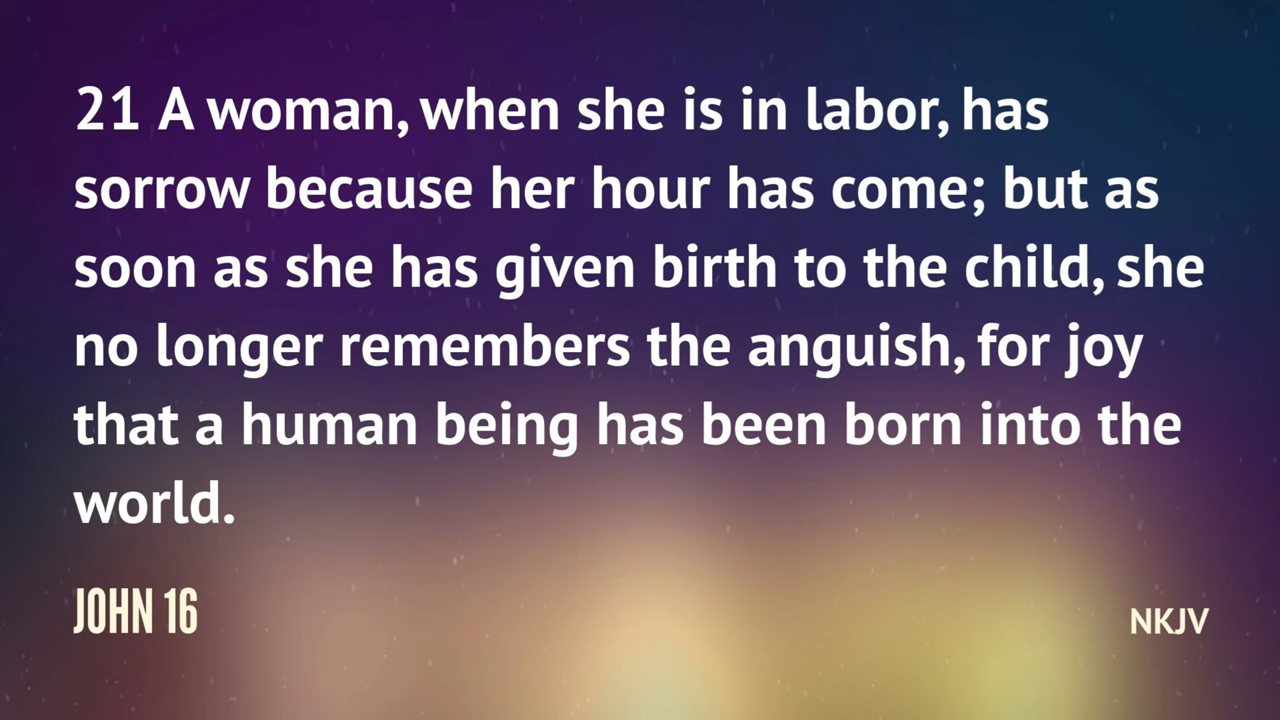 21 A woman, when she is in labor, has
sorrow because her hour has come; but as
soon as she has given birth to the child, she
no longer remembers the anguish, for joy
that a human being has been born into the
world.
JOHN 16
NKJV